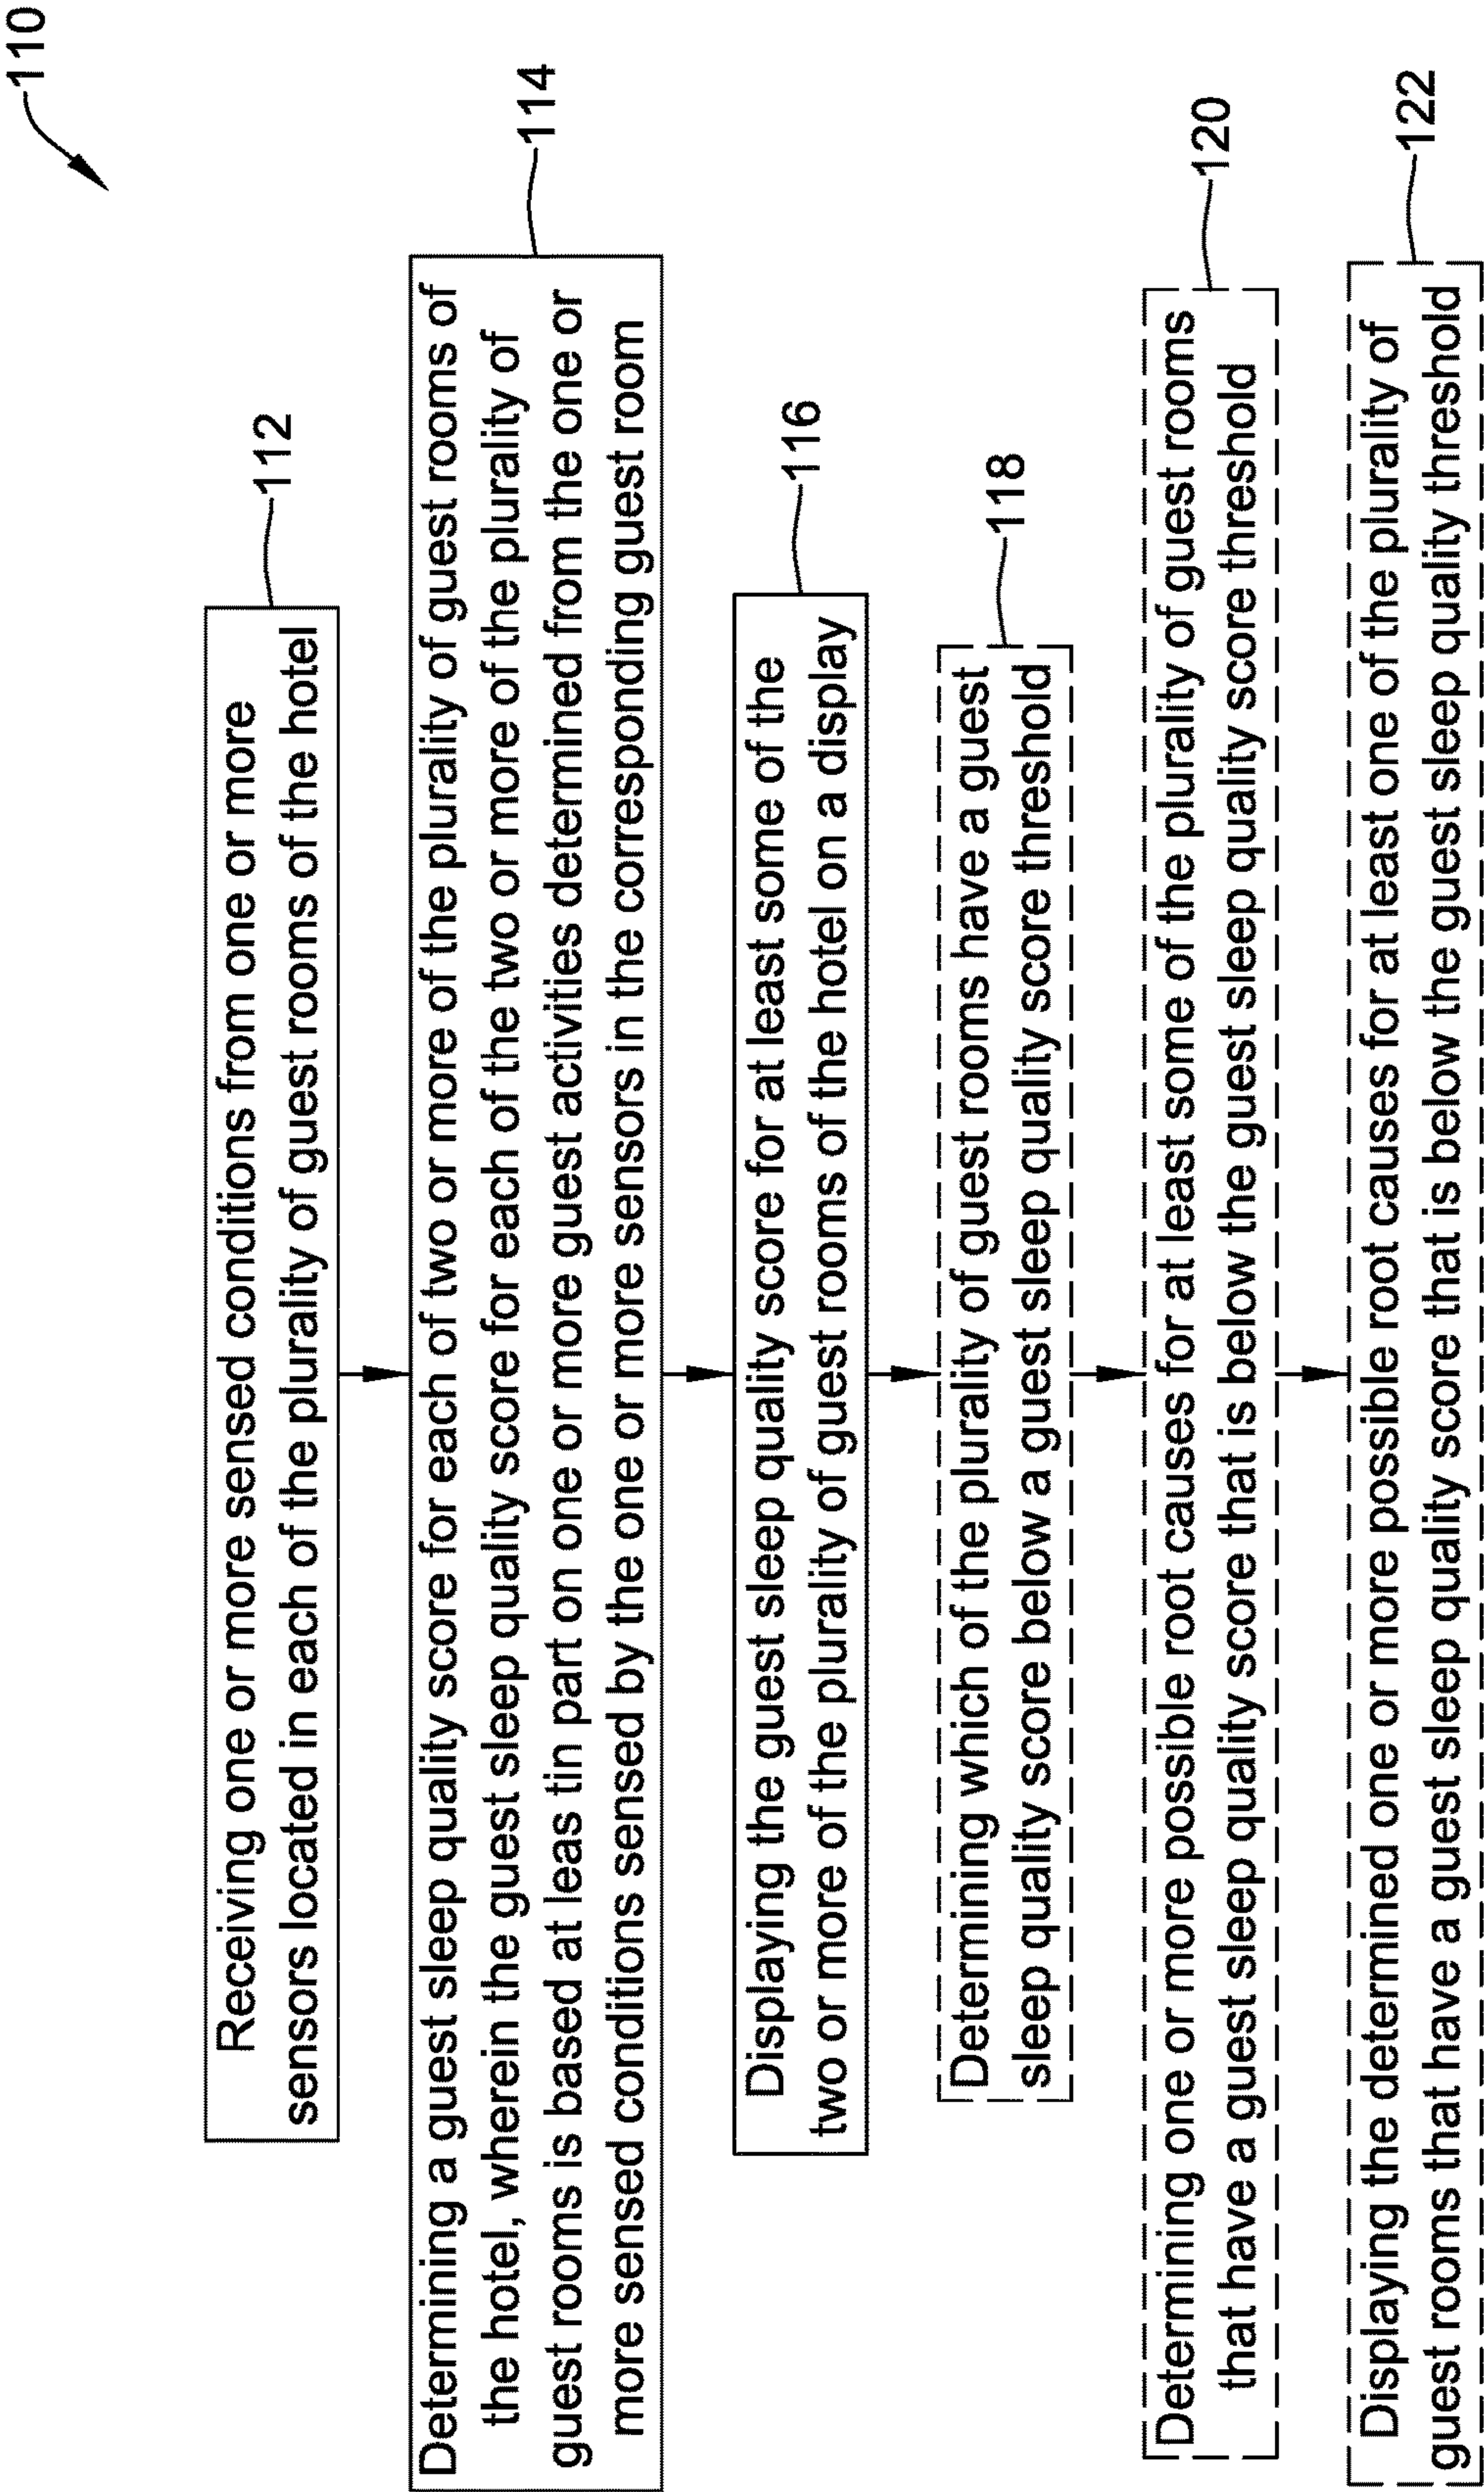 110
Receiving one or more sensed conditions from one or more
sensors located in each of the plurality of guest rooms of the hotel
112
Determining a guest sleep quality score for each of two or more of the plurality of guest rooms of
the hotel, wherein the guest sleep quality score for each of the two or more of the plurality of
guest rooms is based at leas tin part on one or more guest activities determined from the one or
more sensed conditions sensed by the one or more sensors in the corresponding guest room
114
Displaying the guest sleep quality score for at least some of the
two or more of the plurality of guest rooms of the hotel on a display
116
Determining which of the plurality of guest rooms have a guest
sleep quality score below a guest sleep quality score threshold
118
Determining one or more possible root causes for at least some of the plurality of guest rooms
that have a guest sleep quality score that is below the guest sleep quality score threshold
120
Displaying the determined one or more possible root causes for at least one of the plurality of
guest rooms that have a guest sleep quality score that is below the guest sleep quality threshold
122